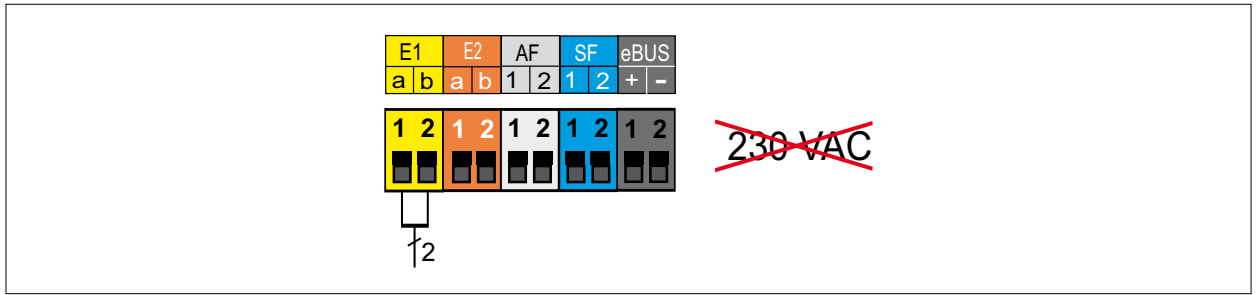 E1 E2 AF SF eBUS
a b a b 1 2 1 2 + -
1 2 1 2 1 2 1 2 1 2
230 VAC
2